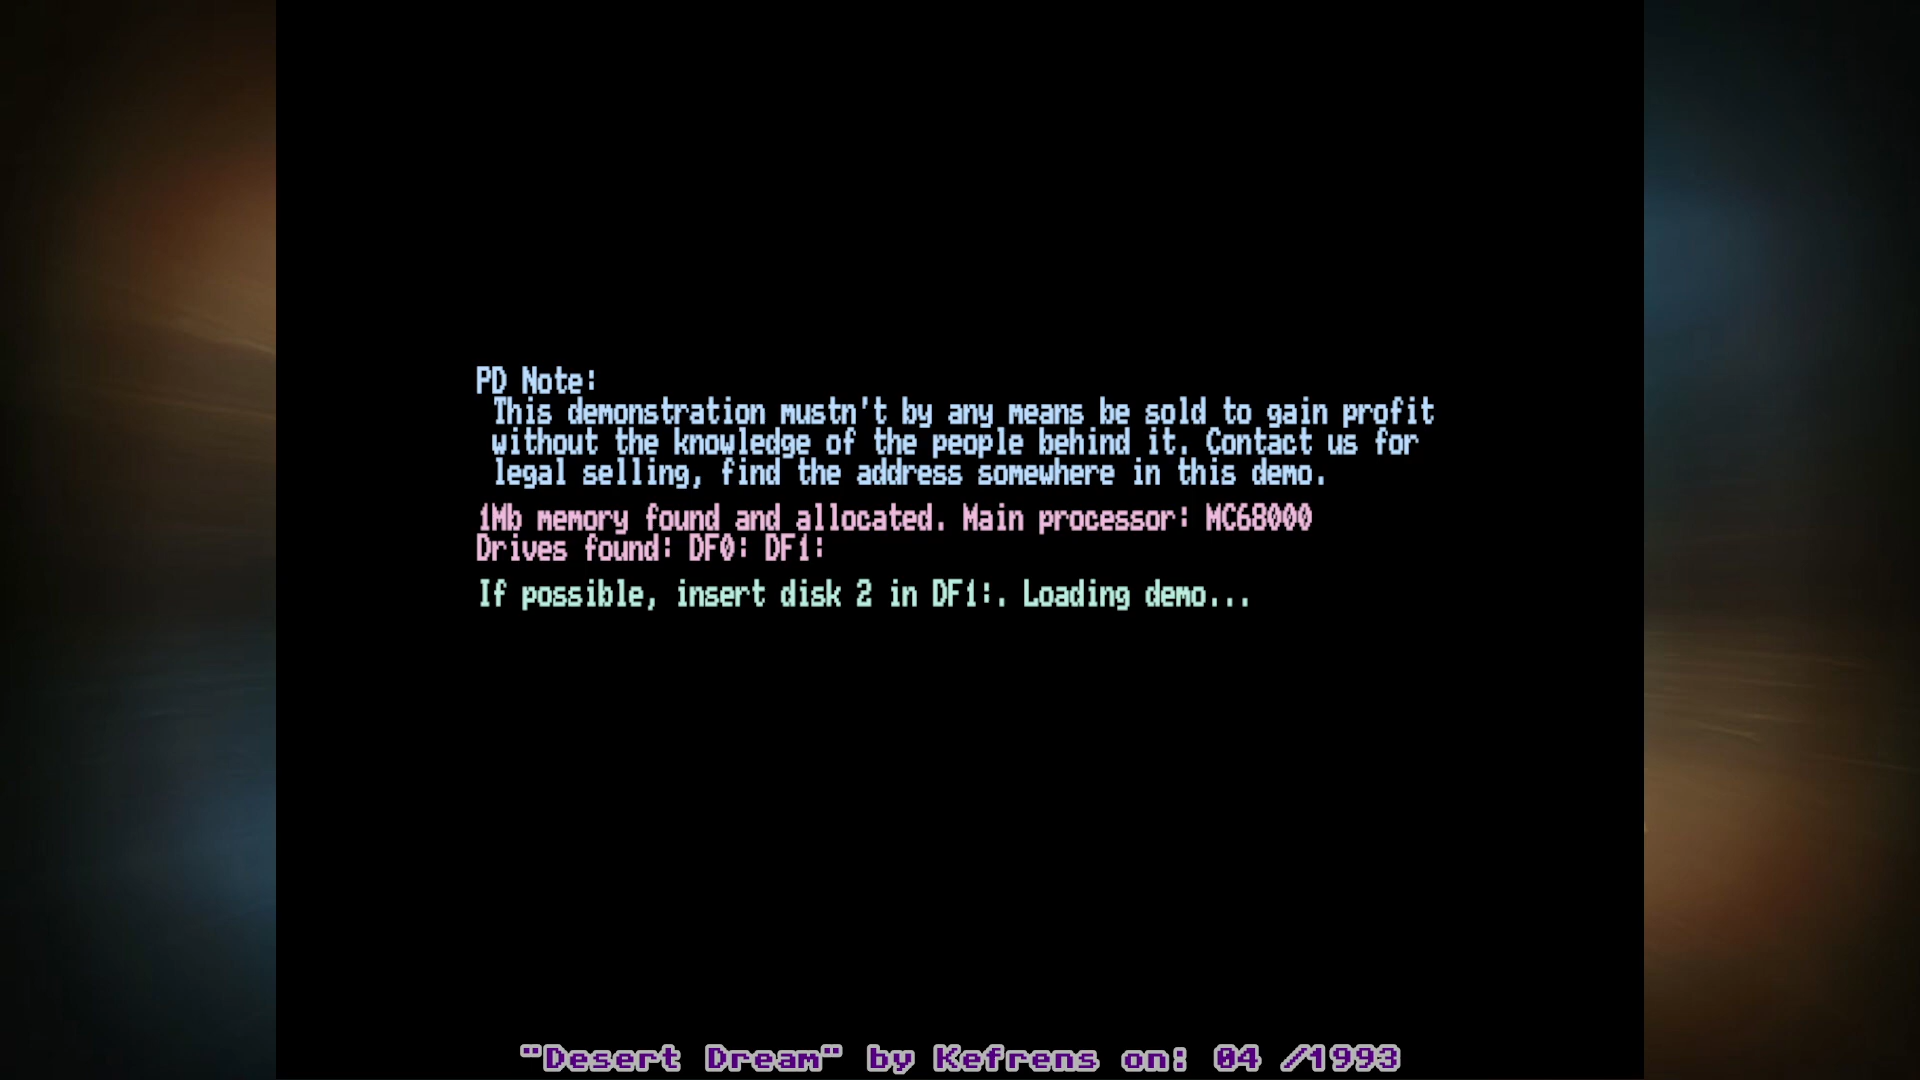 PD Note:
This demonstration mustn't by any means be sold to gain profit
without the knowledge of the people behind it. Contact us for
legal selling, find the address somewhere in this demo.
1Mb memory found and allocated. Main processor: MC68000
Drives found: DF0: DF1:
If possible, insert disk 2 in DF1:. Loading demo...
"Desert Dream" by Kefrens on: 04 /1993